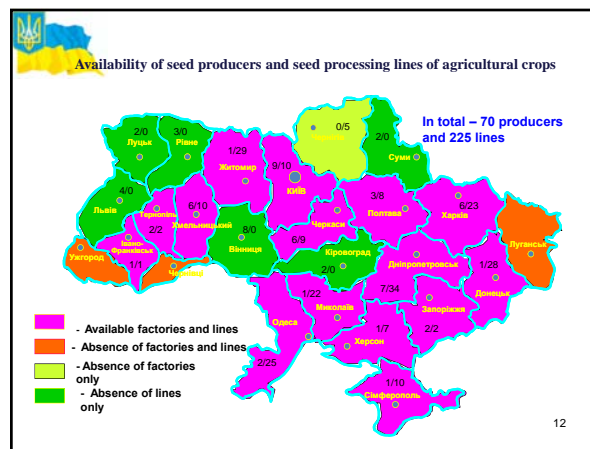 Availability of seed producers and seed processing lines of agricultural crops
In total – 70 producers
and 225 lines
2/0
Луцьк
3/0
Рівне
1/29
Житомир
9/10
КИЇВ
0/5
2/0
Суми
4/0
Львів
Тернопіль
2/2
6/10
Хмельницький
8/0
Вінниця
6/9
Черкаси
3/8
Полтава
6/23
Харків
Луганськ
Ужгород
Івано-
Франківськ
1/1
Чернівці
Кіровоград
2/0
Дніпропетровськ
7/34
1/28
Донецьк
Запоріжжя
2/2
1/22
Миколаїв
Одеса
2/25
1/7
Херсон
1/10
Сімферополь
- Available factories and lines
- Absence of factories and lines
- Absence of factories
only
- Absence of lines
only
12